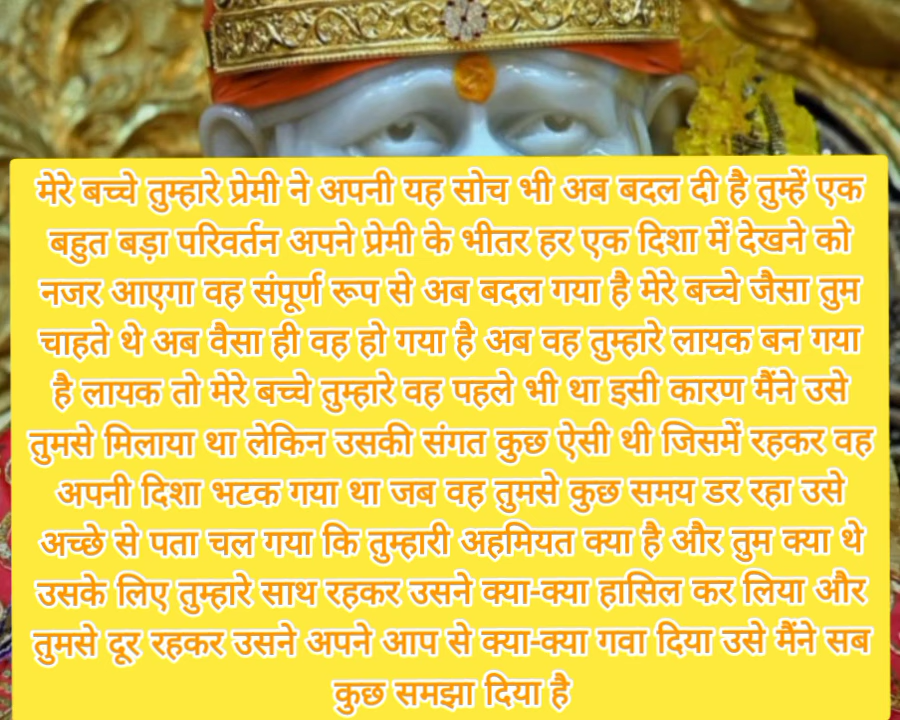 मेरे बच्चे तुम्हारे प्रेमी ने अपनी यह सोच भी अब बदल दी है तुम्हें एक
बहुत बड़ा परिवर्तन अपने प्रेमी के भीतर हर एक दिशा में देखने को
नजर आएगा वह संपूर्ण रूप से अब बदल गया है मेरे बच्चे जैसा तुम
चाहते थे अब वैसा ही वह हो गया है अब वह तुम्हारे लायक बन गया
है लायक तो मेरे बच्चे तुम्हारे वह पहले भी था इसी कारण मैंने उसे
तुमसे मिलाया था लेकिन उसकी संगत कुछ ऐसी थी जिसमें रहकर वह
अपनी दिशा भटक गया था जब वह तुमसे कुछ समय डर रहा उसे
अच्छे से पता चल गया कि तुम्हारी अहमियत क्या है और तुम क्या थे
उसके लिए तुम्हारे साथ रहकर उसने क्या-क्या हासिल कर लिया और
तुमसे दूर रहकर उसने अपने आप से क्या-क्या गवा दिया उसे मैंने सब
कुछ समझा दिया है